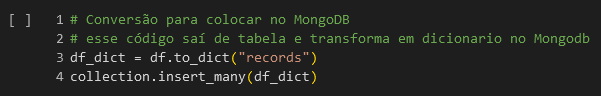 [ ] 1 # Conversão para colocar no MongoDB
2 # esse código saí de tabela e transforma em dicionario no Mongodb
3 df_dict = df.to_dict("records")
4 collection.insert_many(df_dict)